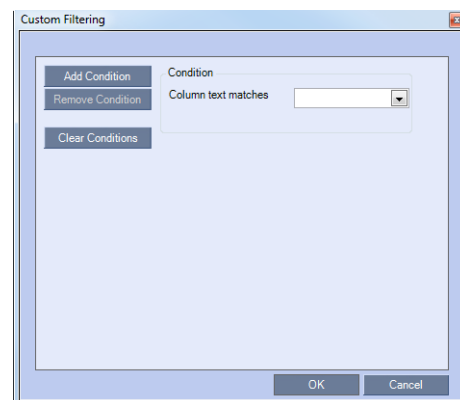 Custom Filtering
Add Condition
Remove Condition
Clear Conditions
Condition
Column text matches
OK
Cancel